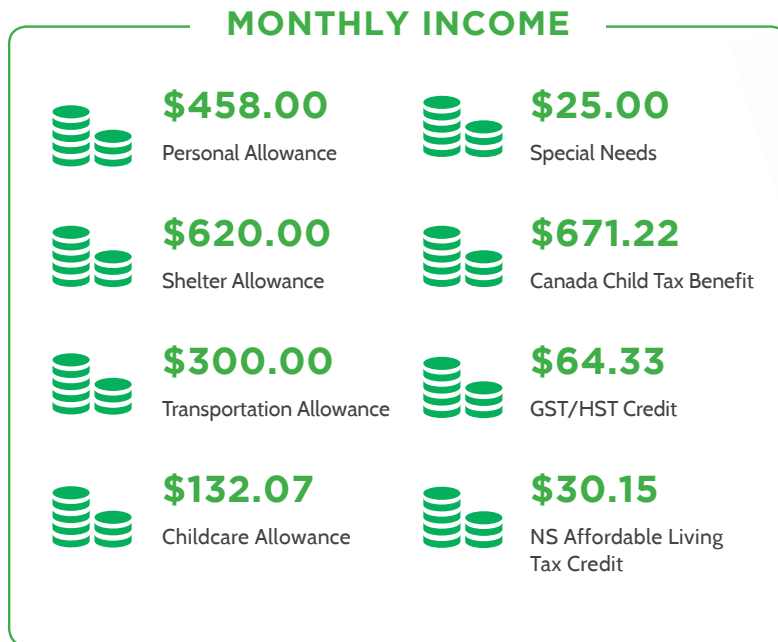 MONTHLY INCOME
$458.00
Personal Allowance
$25.00
Special Needs
$620.00
Shelter Allowance
$671.22
Canada Child Tax Benefit
$300.00
Transportation Allowance
$64.33
GST/HST Credit
$132.07
Childcare Allowance
$30.15
NS Affordable Living
Tax Credit